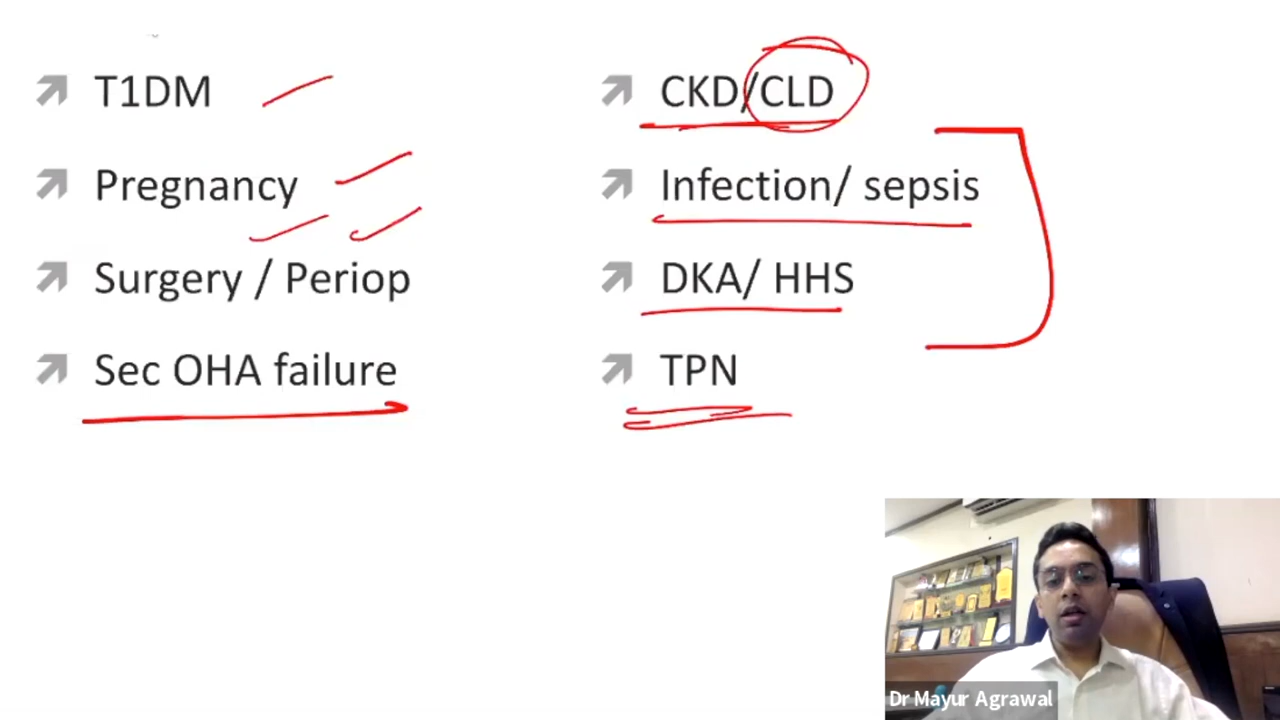 T1DM
Pregnancy
Surgery / Periop
Sec OHA failure
CKD/CLD
Infection/ sepsis
DKA/ HHS
TPN
Dr Mayur Agrawal